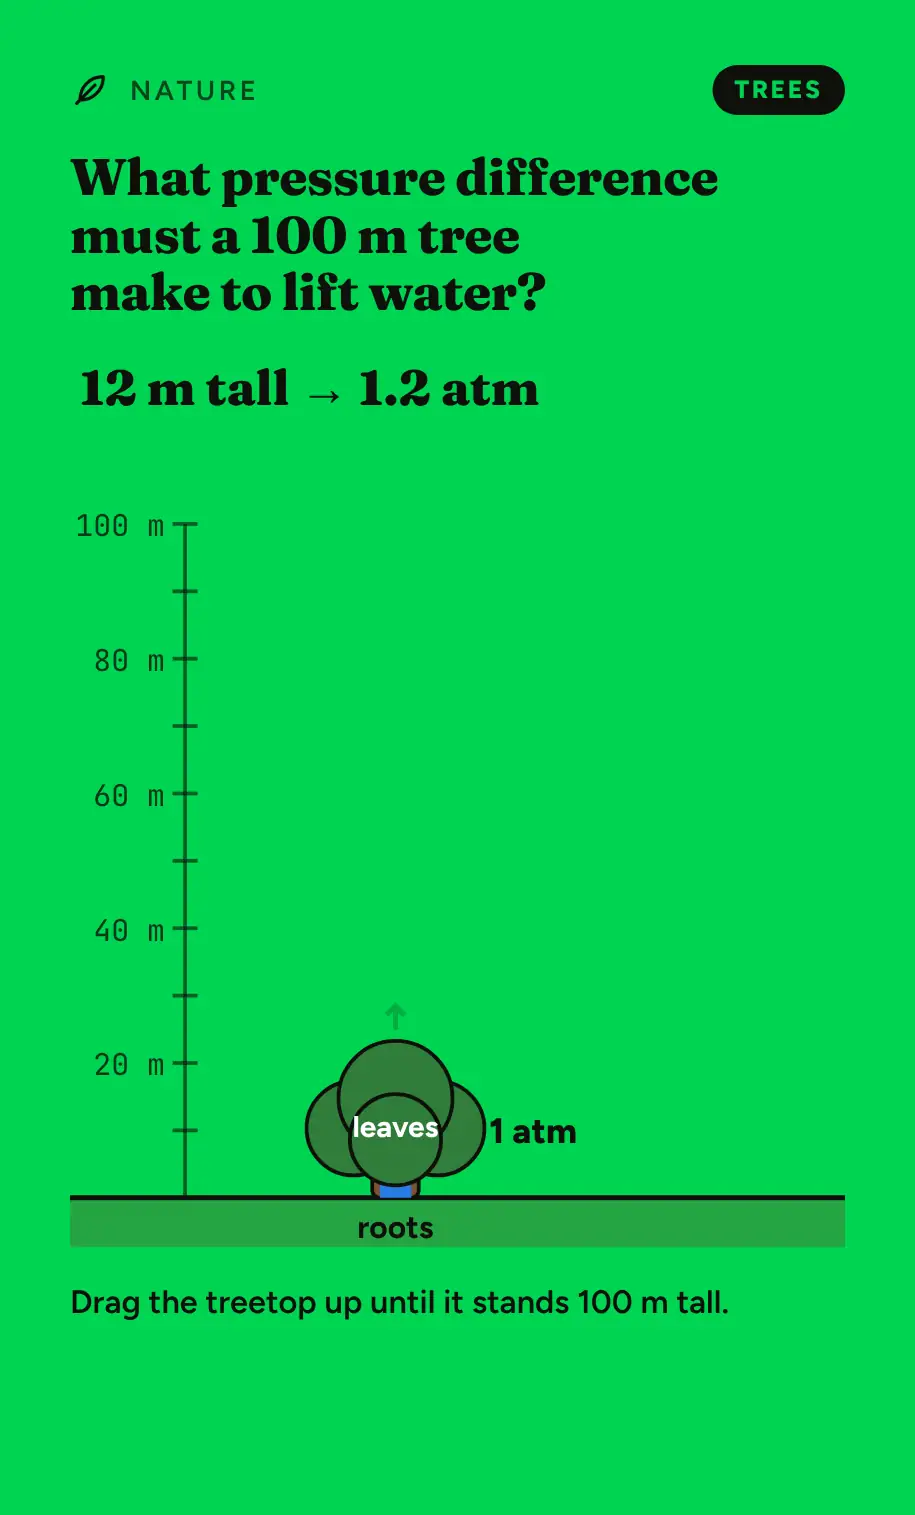 NATURE
TREES
What pressure difference
must a 100 m tree
make to lift water?
12 m tall → 1.2 atm
100 m
80 m
60 m
40 m
20 m
leaves
1 atm
roots
Drag the treetop up until it stands 100 m tall.